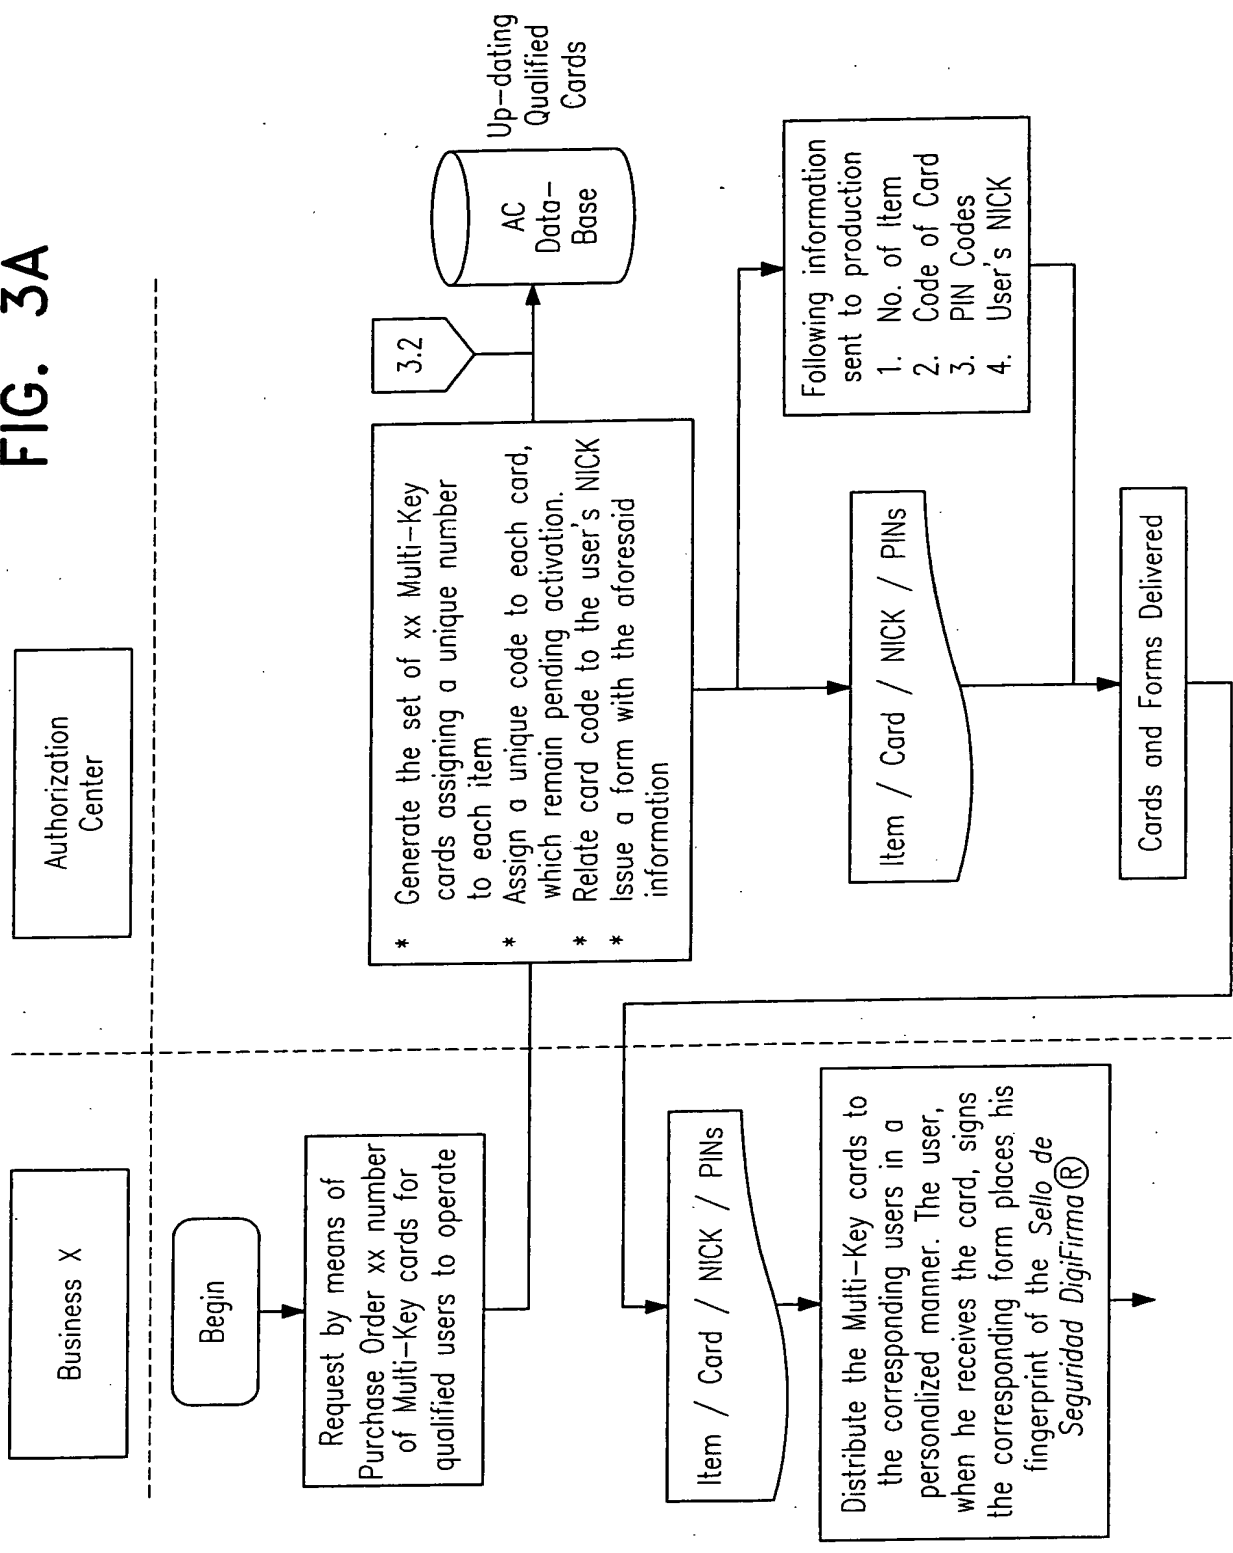 FIG. 3A
Business X
Authorization
Center
Begin
Request by means of
Purchase Order xx number
of Multi-Key cards for
qualified users to operate
* Generate the set of xx Multi-Key
cards assigning a unique number
to each item
* Assign a unique code to each card,
which remain pending activation.
* Relate card code to the user's NICK
* Issue a form with the aforesaid
information
3.2
AC
Data-
Base
Up-dating
Qualified
Cards
Following information
sent to production
1. No. of Item
2. Code of Card
3. PIN Codes
4. User's NICK
Item / Card / NICK / PINs
Cards and Forms Delivered
Item / Card / NICK / PINs
Distribute the Multi-Key cards to
the corresponding users in a
personalized manner. The user,
when he receives the card, signs
the corresponding form places his
fingerprint of the Sello de
Seguridad DigiFirma®